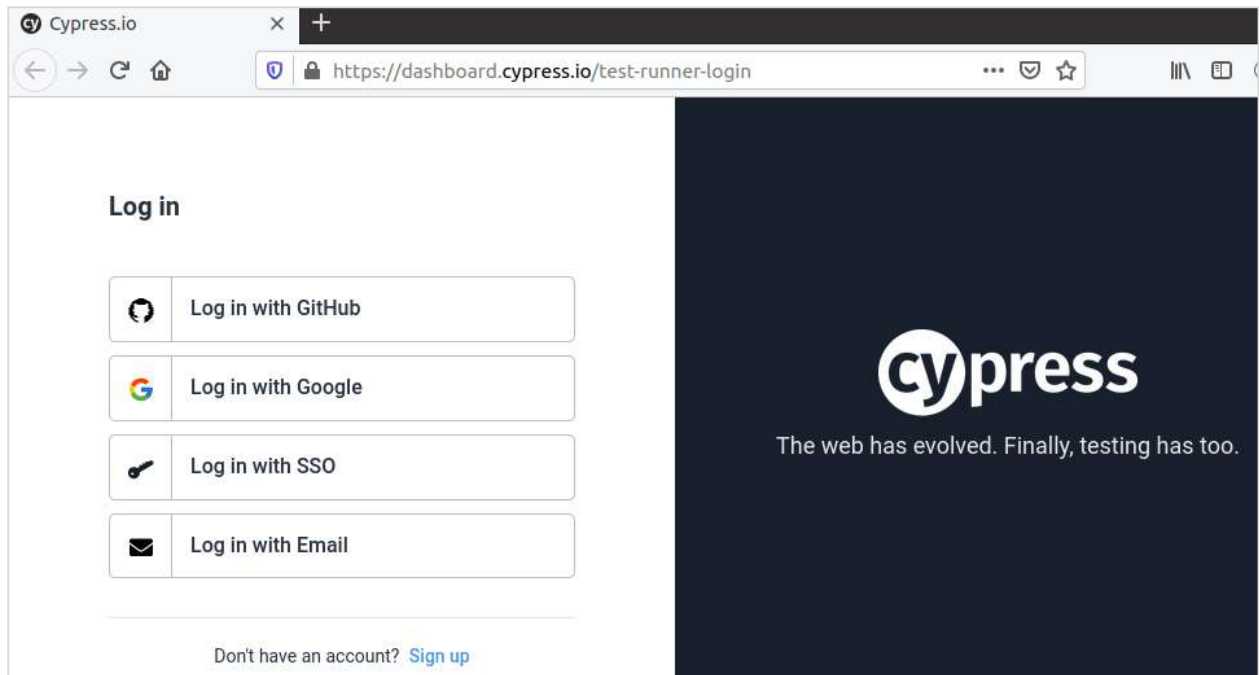 Cypress.io
https://dashboard.cypress.io/test-runner-login
Log in
Log in with GitHub
Log in with Google
Log in with SSO
Log in with Email
Don't have an account? Sign up
cypress
The web has evolved. Finally, testing has too.